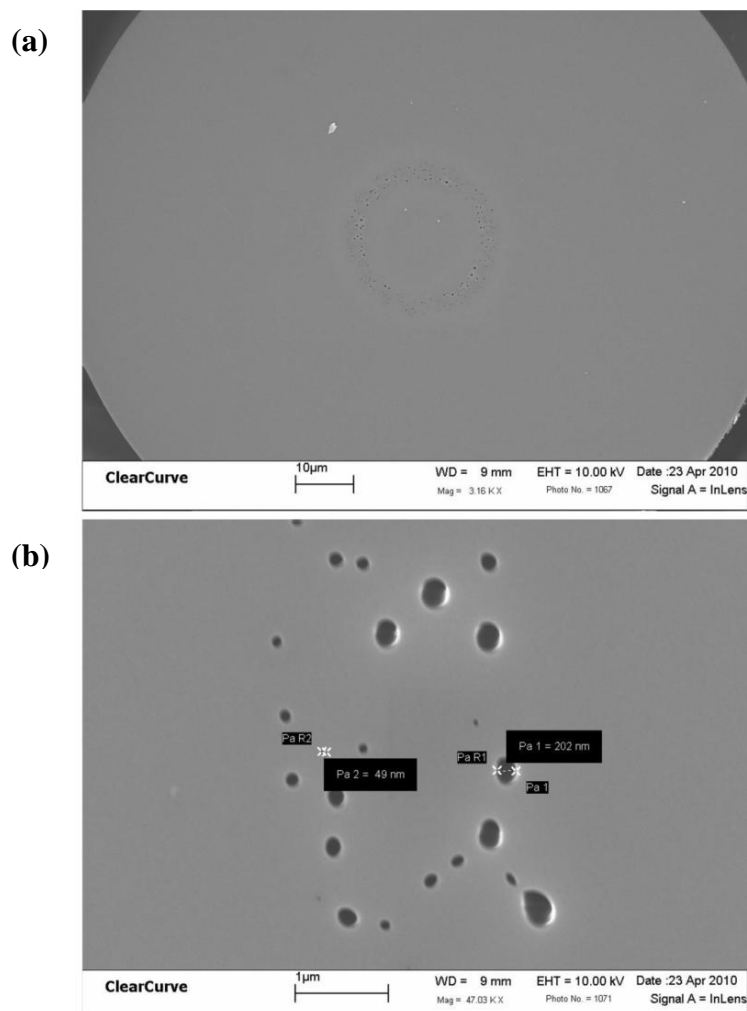 (a)
10µm
ClearCurve
WD = 9 mm
EHT = 10.00 kV
Date :23 Apr 2010
Mag = 3.16 K X
Photo No. = 1067
Signal A = InLens
(b)
Pa R2
Pa 1 = 202 nm
Pa R1
Pa 2 = 49 nm
Pa 1
1µm
ClearCurve
WD = 9 mm
EHT = 10.00 kV
Date :23 Apr 2010
Mag = 47.03 K X
Photo No. = 1071
Signal A = InLens